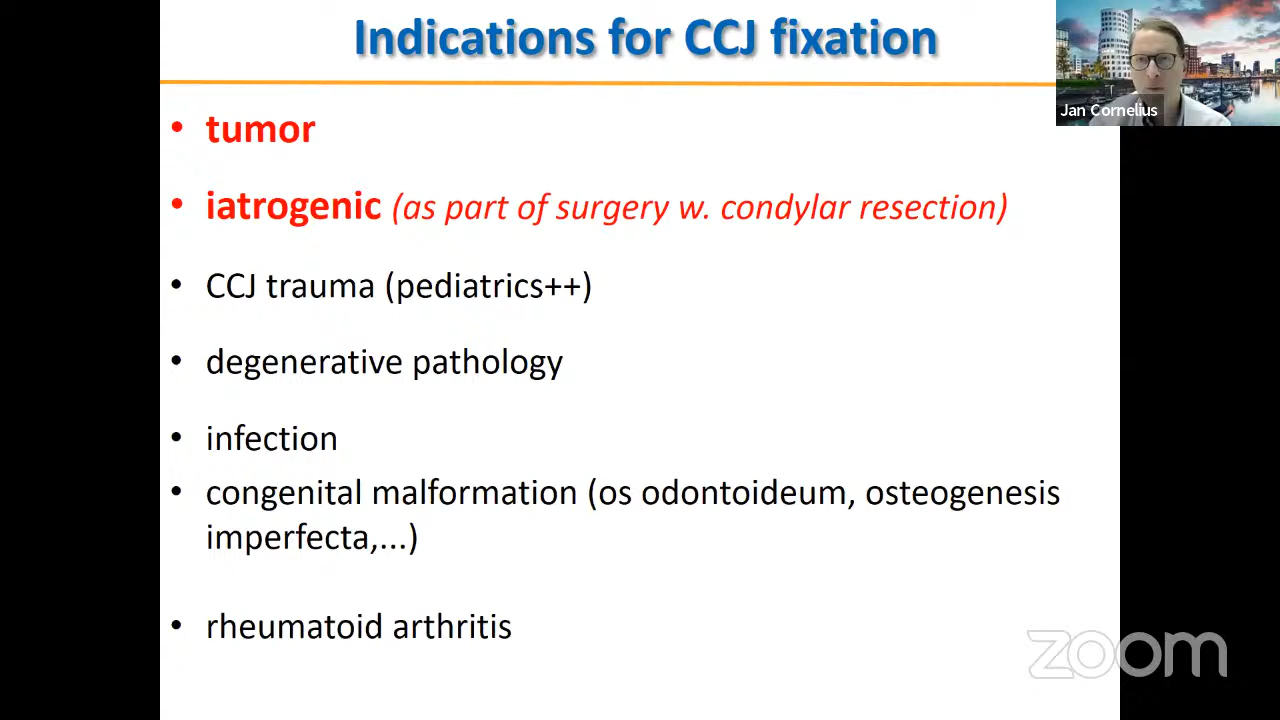 Indications for CCJ fixation
Jan Cornelius
• tumor
• iatrogenic (as part of surgery w. condylar resection)
• CCJ trauma (pediatrics++)
• degenerative pathology
• infection
• congenital malformation (os odontoideum, osteogenesis
imperfecta,...)
• rheumatoid arthritis
zoom